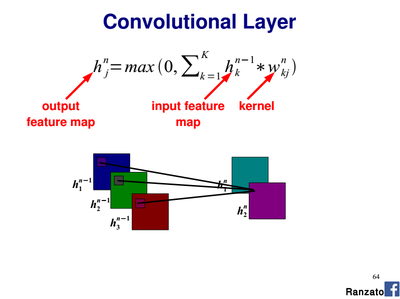 Convolutional Layer
h_j^n = max(0, ∑_{k=1}^{K} h_k^{n-1} * w_{kj}^n)
output feature map
input feature map
kernel
h_1^{n-1}
h_2^{n-1}
h_3^{n-1}
h_1^n
h_2^n
64
Ranzato f